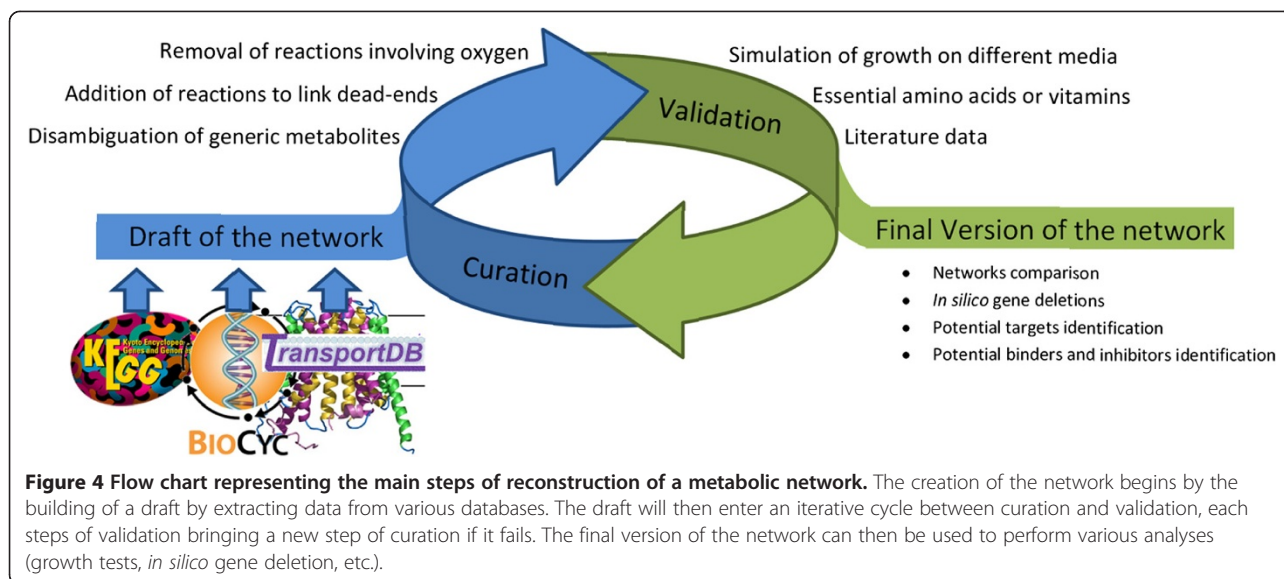 Removal of reactions involving oxygen
Addition of reactions to link dead-ends
Disambiguation of generic metabolites
Simulation of growth on different media
Essential amino acids or vitamins
Literature data
Validation
Curation
Draft of the network
Final Version of the network
• Networks comparison
• In silico gene deletions
• Potential targets identification
• Potential binders and inhibitors identification
KEGG
TransportDB
BIOCYC
Figure 4 Flow chart representing the main steps of reconstruction of a metabolic network. The creation of the network begins by the
building of a draft by extracting data from various databases. The draft will then enter an iterative cycle between curation and validation, each
steps of validation bringing a new step of curation if it fails. The final version of the network can then be used to perform various analyses
(growth tests, in silico gene deletion, etc.).